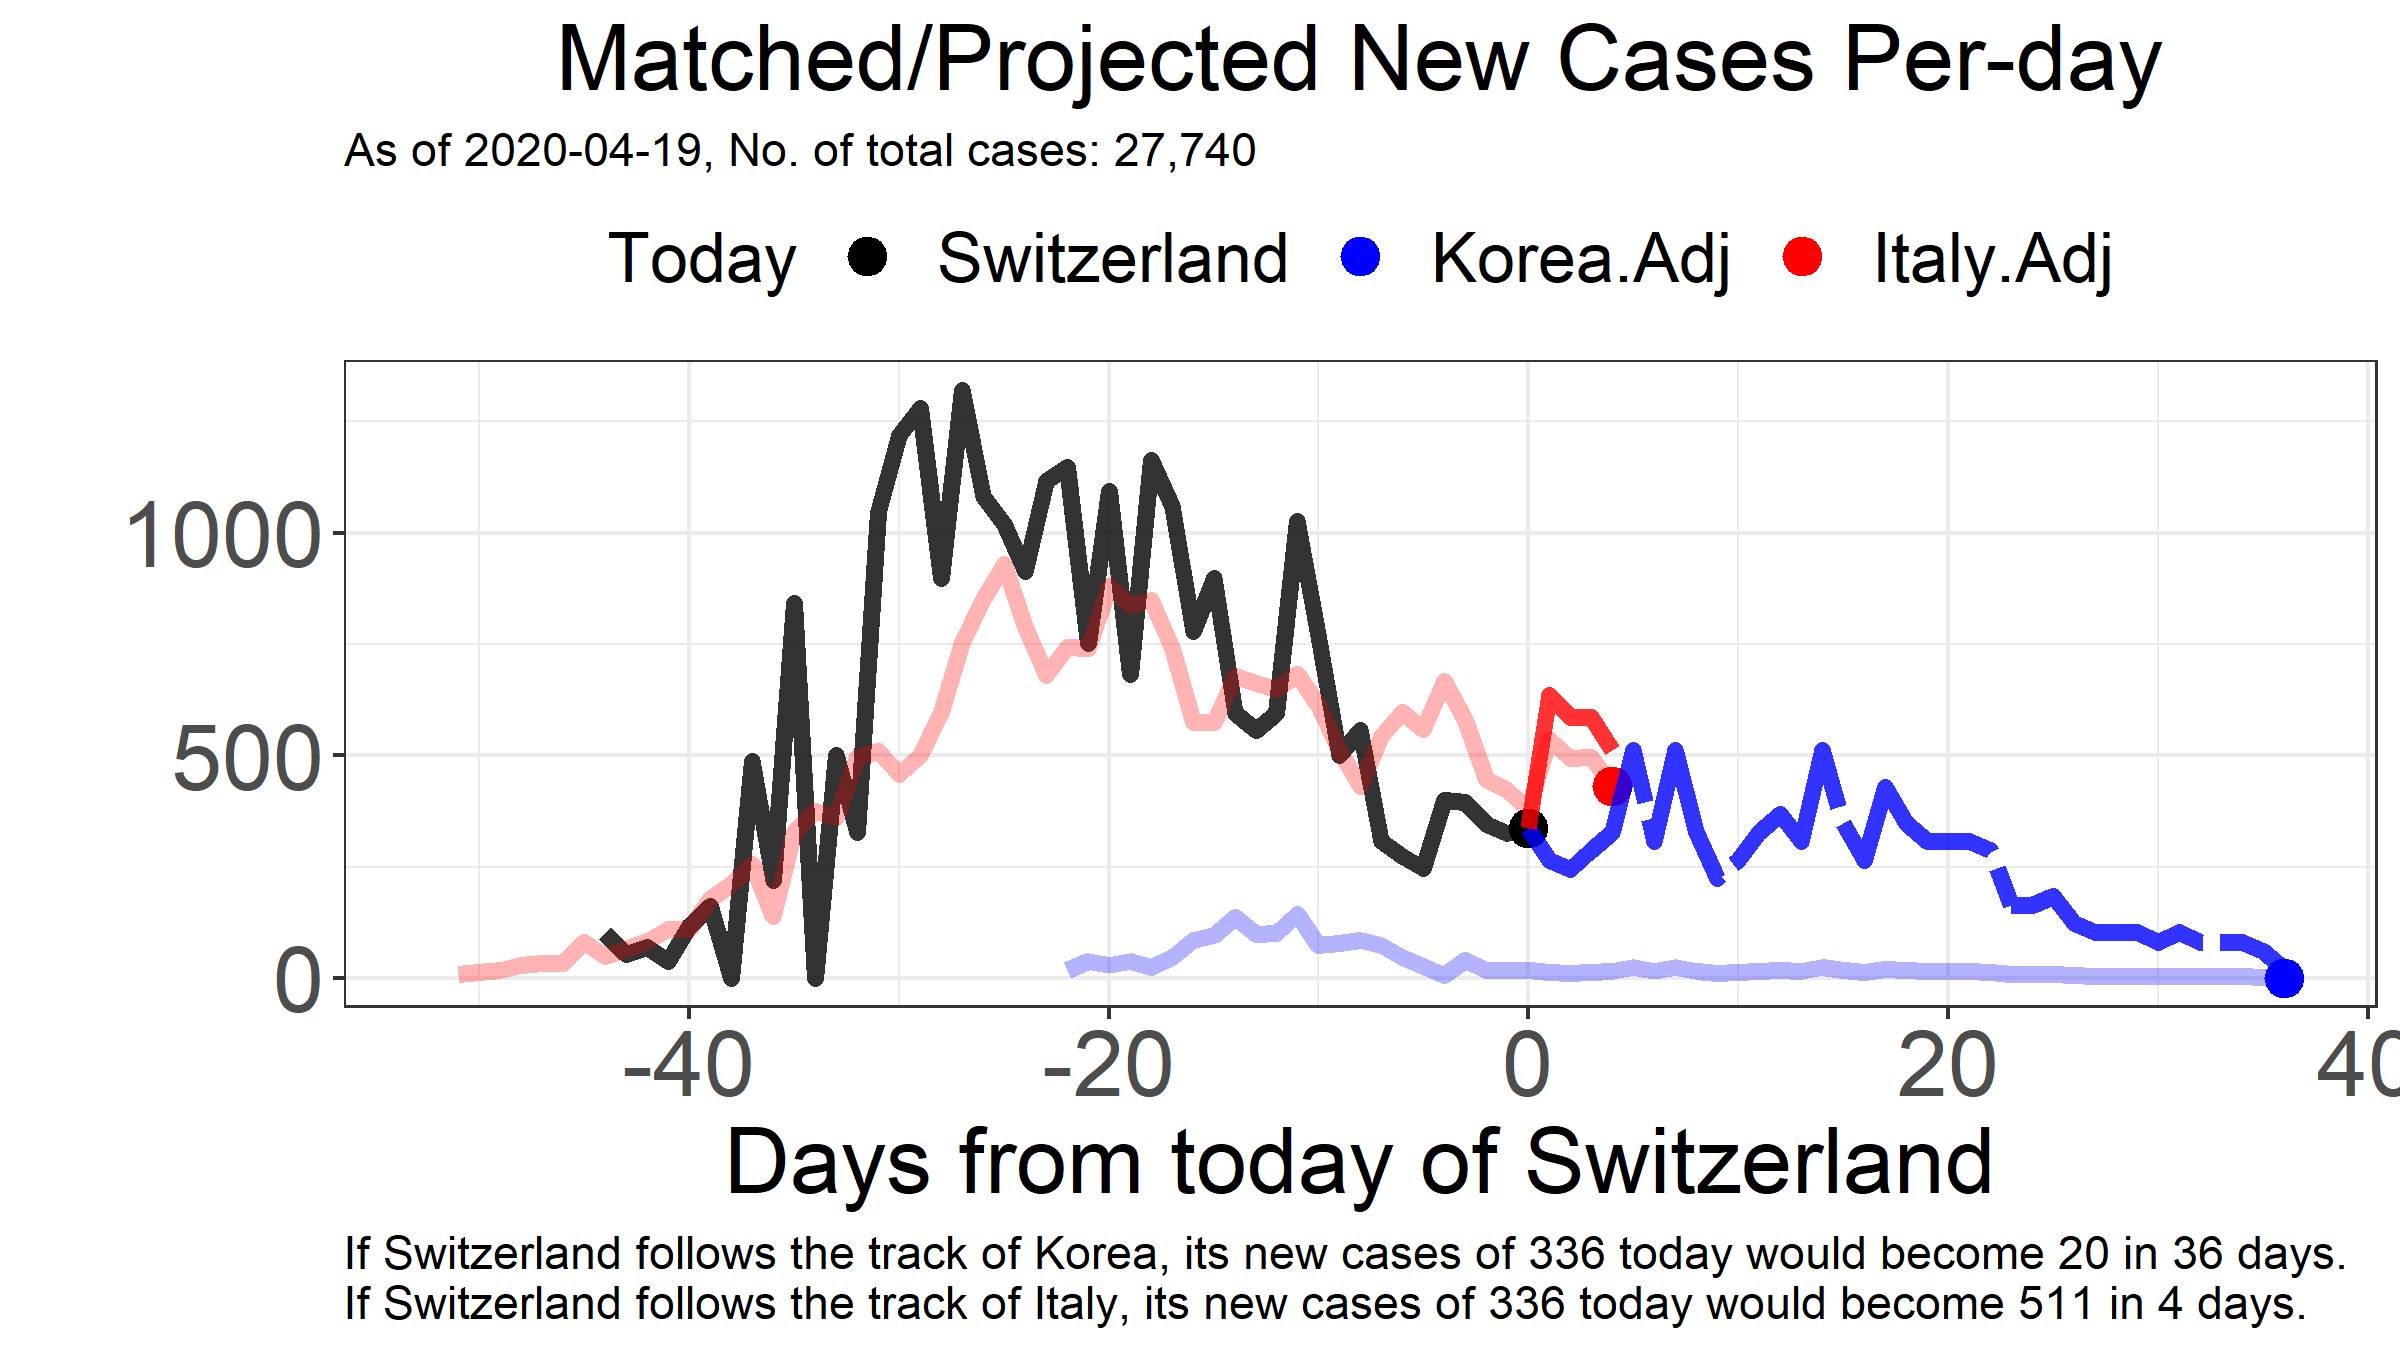 Matched/Projected New Cases Per-day
As of 2020-04-19, No. of total cases: 27,740
Today Switzerland Korea.Adj Italy.Adj
1000
500
0
-40 -20 0 20 40
Days from today of Switzerland
If Switzerland follows the track of Korea, its new cases of 336 today would become 20 in 36 days.
If Switzerland follows the track of Italy, its new cases of 336 today would become 511 in 4 days.